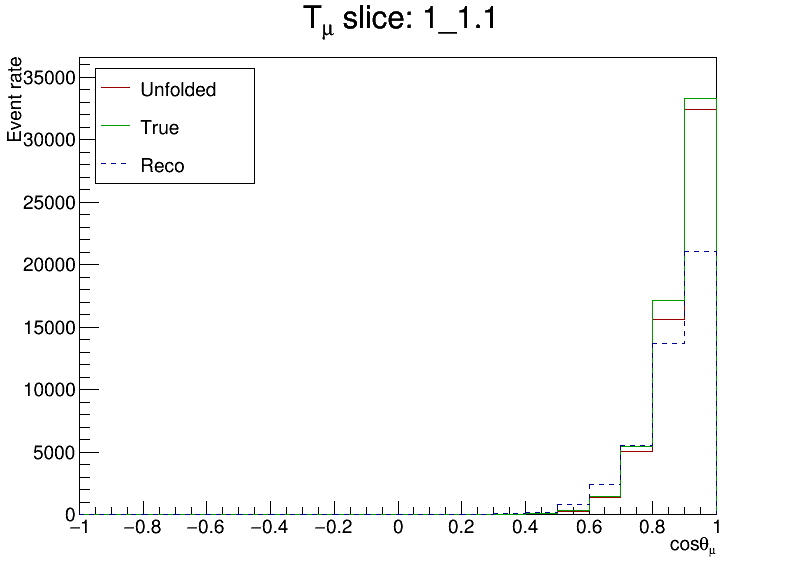 Tμ slice: 1_1.1
Event rate
35000
30000
25000
20000
15000
10000
5000
0
Unfolded
True
Reco
−1 −0.8 −0.6 −0.4 −0.2 0 0.2 0.4 0.6 0.8 1
cosθμ